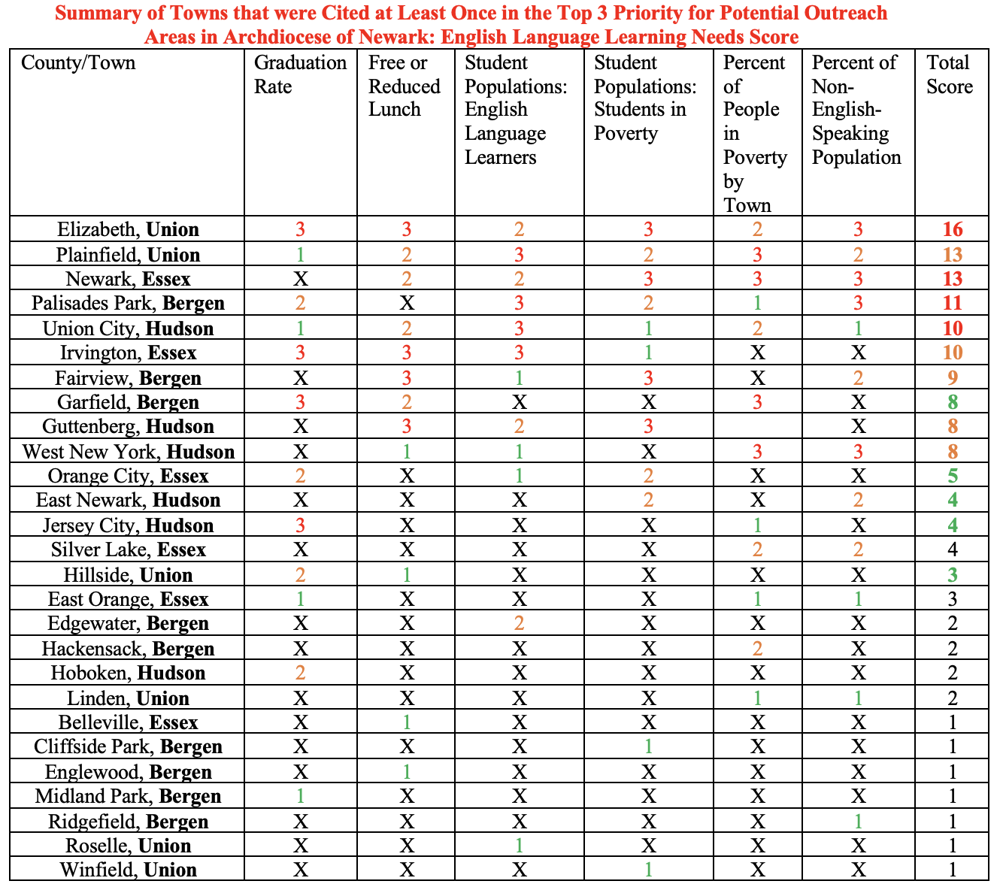 Summary of Towns that were Cited at Least Once in the Top 3 Priority for Potential Outreach
Areas in Archdiocese of Newark: English Language Learning Needs Score
County/Town Graduation Rate Free or Reduced Lunch Student Populations: English Language Learners Student Populations: Students in Poverty Percent of People in Poverty by Town Percent of Non-English-Speaking Population Total Score
Elizabeth, Union 3 3 2 3 2 3 16
Plainfield, Union 1 2 3 2 3 2 13
Newark, Essex X 2 2 3 3 3 13
Palisades Park, Bergen 2 X 3 2 1 3 11
Union City, Hudson 1 2 3 1 2 1 10
Irvington, Essex 3 3 3 1 X X 10
Fairview, Bergen X 3 1 3 X 2 9
Garfield, Bergen 3 2 X X 3 X 8
Guttenberg, Hudson X 3 2 3 X 8
West New York, Hudson X 1 1 X 3 3 8
Orange City, Essex 2 X 1 2 X X 5
East Newark, Hudson X X X 2 X 2 4
Jersey City, Hudson 3 X X X 1 X 4
Silver Lake, Essex X X X X 2 2 4
Hillside, Union 2 1 X X X X 3
East Orange, Essex 1 X X X 1 1 3
Edgewater, Bergen X X 2 X X X 2
Hackensack, Bergen X X X X 2 X 2
Hoboken, Hudson 2 X X X X X 2
Linden, Union X X X X 1 1 2
Belleville, Essex X 1 X X X X 1
Cliffside Park, Bergen X X X 1 X X 1
Englewood, Bergen X 1 X X X X 1
Midland Park, Bergen 1 X X X X X 1
Ridgefield, Bergen X X X X X 1 1
Roselle, Union X X 1 X X X 1
Winfield, Union X X X 1 X X 1